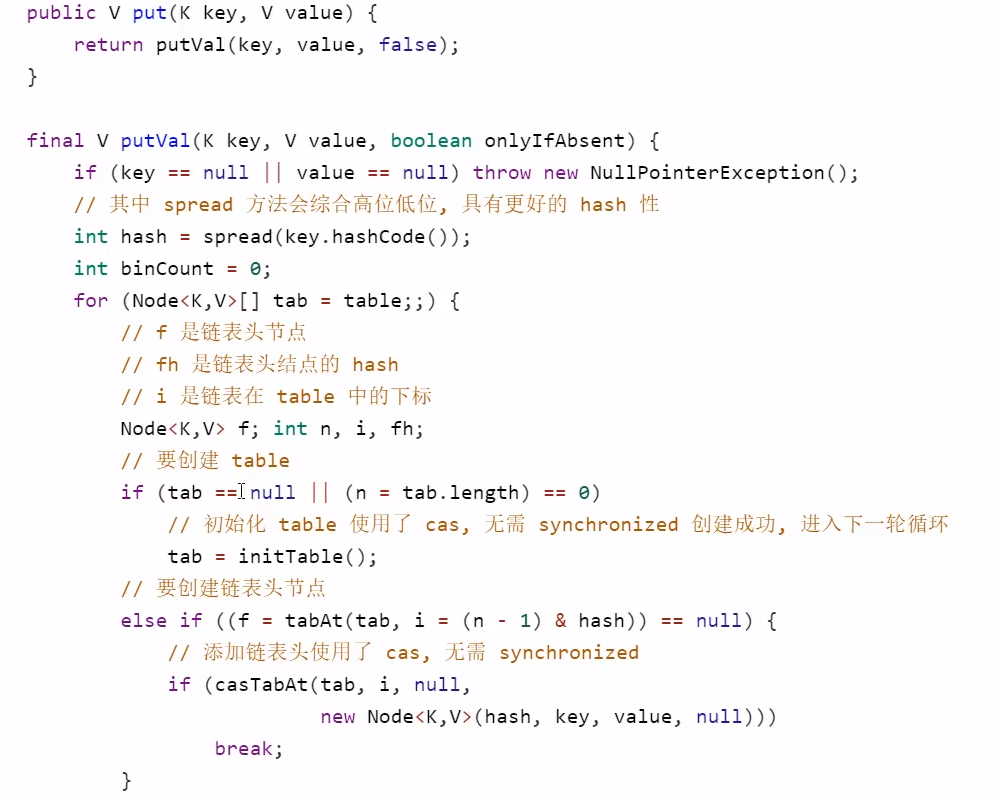 public V put(K key, V value) {
    return putVal(key, value, false);
}
final V putVal(K key, V value, boolean onlyIfAbsent) {
    if (key == null || value == null) throw new NullPointerException();
    // 其中 spread 方法会综合高位低位, 具有更好的 hash 性
    int hash = spread(key.hashCode());
    int binCount = 0;
    for (Node<K,V>[] tab = table;;) {
        // f 是链表头节点
        // fh 是链表头结点的 hash
        // i 是链表在 table 中的下标
        Node<K,V> f; int n, i, fh;
        // 要创建 table
        if (tab == null || (n = tab.length) == 0)
            // 初始化 table 使用了 cas, 无需 synchronized 创建成功, 进入下一轮循环
            tab = initTable();
        // 要创建链表头节点
        else if ((f = tabAt(tab, i = (n - 1) & hash)) == null) {
            // 添加链表头使用了 cas, 无需 synchronized
            if (casTabAt(tab, i, null,
                         new Node<K,V>(hash, key, value, null)))
                break;
        }